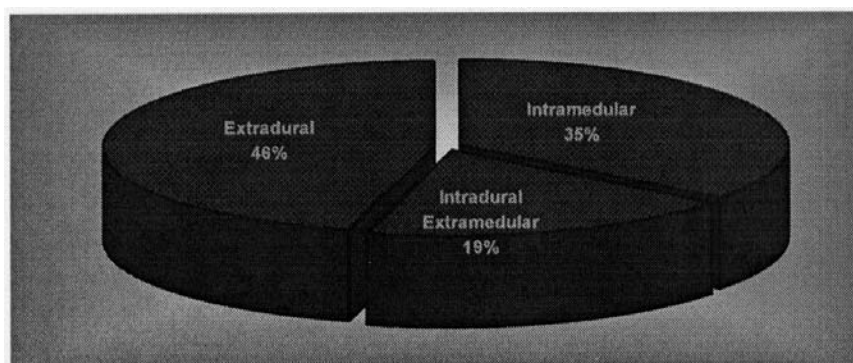 Extradural
46%
Intramedular
35%
Intradural
Extramedular
19%